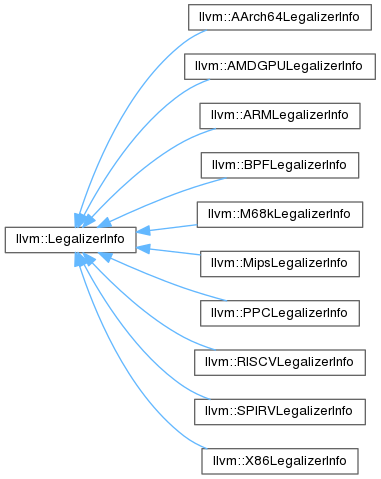 llvm::AArch64LegalizerInfo
llvm::AMDGPULegalizerInfo
llvm::ARMLegalizerInfo
llvm::BPFLegalizerInfo
llvm::M68kLegalizerInfo
llvm::LegalizerInfo
llvm::MipsLegalizerInfo
llvm::PPCLegalizerInfo
llvm::RISCVLegalizerInfo
llvm::SPIRVLegalizerInfo
llvm::X86LegalizerInfo